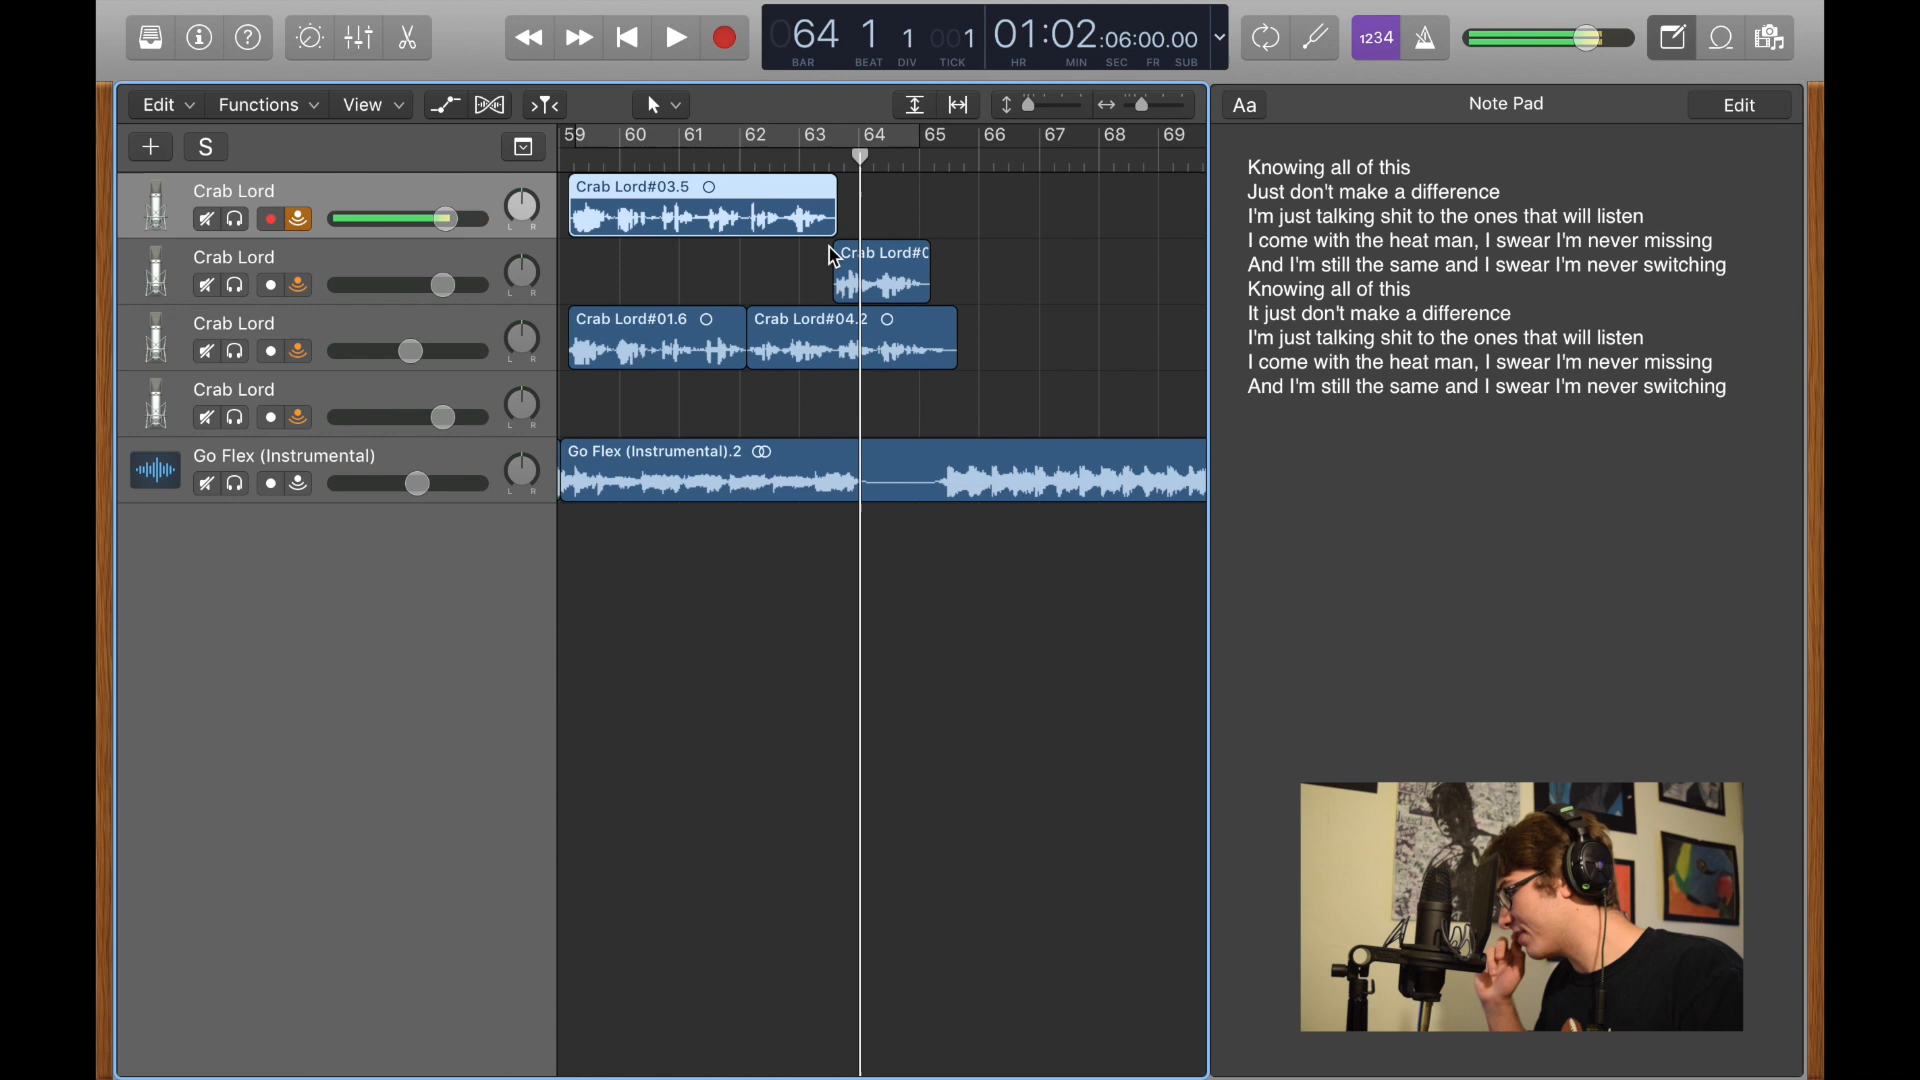 064 1 1 001 01:02:06:00.00
BAR BEAT DIV TICK HR MIN SEC FR SUB
1234
Edit Functions View
Aa Note Pad Edit
S
59 60 61 62 63 64 65 66 67 68 69
Crab Lord
L R
Crab Lord#03.5
Crab Lord
L R
Crab Lord#0
Crab Lord
L R
Crab Lord#01.6 Crab Lord#04.2
Crab Lord
L R
Go Flex (Instrumental)
L R
Go Flex (Instrumental).2
Knowing all of this
Just don't make a difference
I'm just talking shit to the ones that will listen
I come with the heat man, I swear I'm never missing
And I'm still the same and I swear I'm never switching
Knowing all of this
It just don't make a difference
I'm just talking shit to the ones that will listen
I come with the heat man, I swear I'm never missing
And I'm still the same and I swear I'm never switching